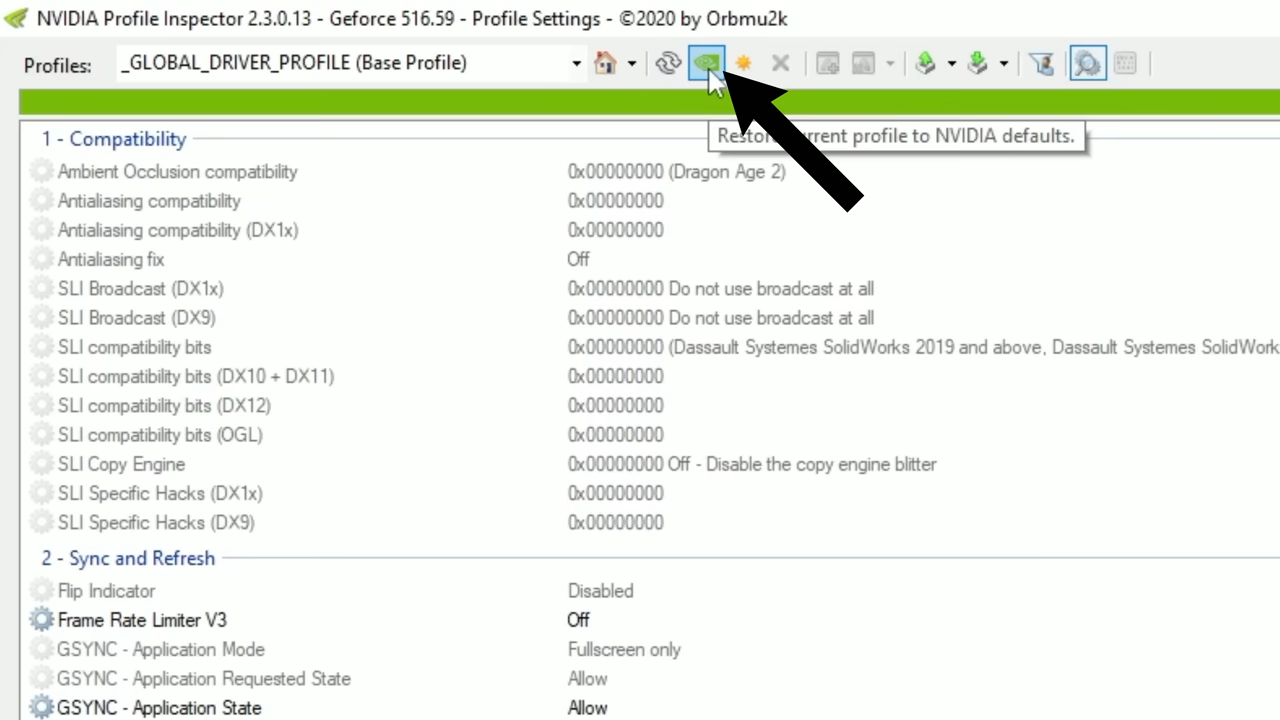 NVIDIA Profile Inspector 2.3.0.13 - Geforce 516.59 - Profile Settings - ©2020 by Orbmu2k
Profiles: _GLOBAL_DRIVER_PROFILE (Base Profile)
Restore current profile to NVIDIA defaults.
1 - Compatibility
Ambient Occlusion compatibility 0x00000000 (Dragon Age 2)
Antialiasing compatibility 0x00000000
Antialiasing compatibility (DX1x) 0x00000000
Antialiasing fix Off
SLI Broadcast (DX1x) 0x00000000 Do not use broadcast at all
SLI Broadcast (DX9) 0x00000000 Do not use broadcast at all
SLI compatibility bits 0x00000000 (Dassault Systemes SolidWorks 2019 and above, Dassault Systemes SolidWork
SLI compatibility bits (DX10 + DX11) 0x00000000
SLI compatibility bits (DX12) 0x00000000
SLI compatibility bits (OGL) 0x00000000
SLI Copy Engine 0x00000000 Off - Disable the copy engine blitter
SLI Specific Hacks (DX1x) 0x00000000
SLI Specific Hacks (DX9) 0x00000000
2 - Sync and Refresh
Flip Indicator Disabled
Frame Rate Limiter V3 Off
GSYNC - Application Mode Fullscreen only
GSYNC - Application Requested State Allow
GSYNC - Application State Allow